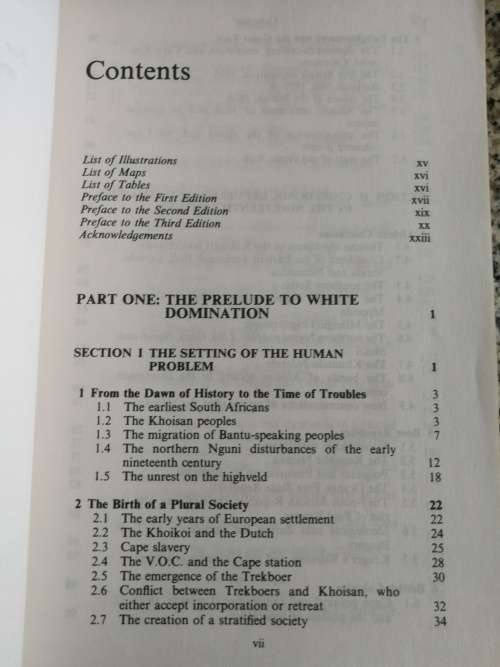 Contents
List of Illustrations xv
List of Maps xvi
List of Tables xvi
Preface to the First Edition xvii
Preface to the Second Edition xix
Preface to the Third Edition xx
Acknowledgements xxiii
PART ONE: THE PRELUDE TO WHITE
DOMINATION 1
SECTION 1 THE SETTING OF THE HUMAN
PROBLEM 1
1 From the Dawn of History to the Time of Troubles 3
1.1 The earliest South Africans 3
1.2 The Khoisan peoples 3
1.3 The migration of Bantu-speaking peoples 7
1.4 The northern Nguni disturbances of the early
nineteenth century 12
1.5 The unrest on the highveld 18
2 The Birth of a Plural Society 22
2.1 The early years of European settlement 22
2.2 The Khoikoi and the Dutch 24
2.3 Cape slavery 25
2.4 The V.O.C. and the Cape station 28
2.5 The emergence of the Trekboer 30
2.6 Conflict between Trekboers and Khoisan, who
either accept incorporation or retreat 32
2.7 The creation of a stratified society 34
vii